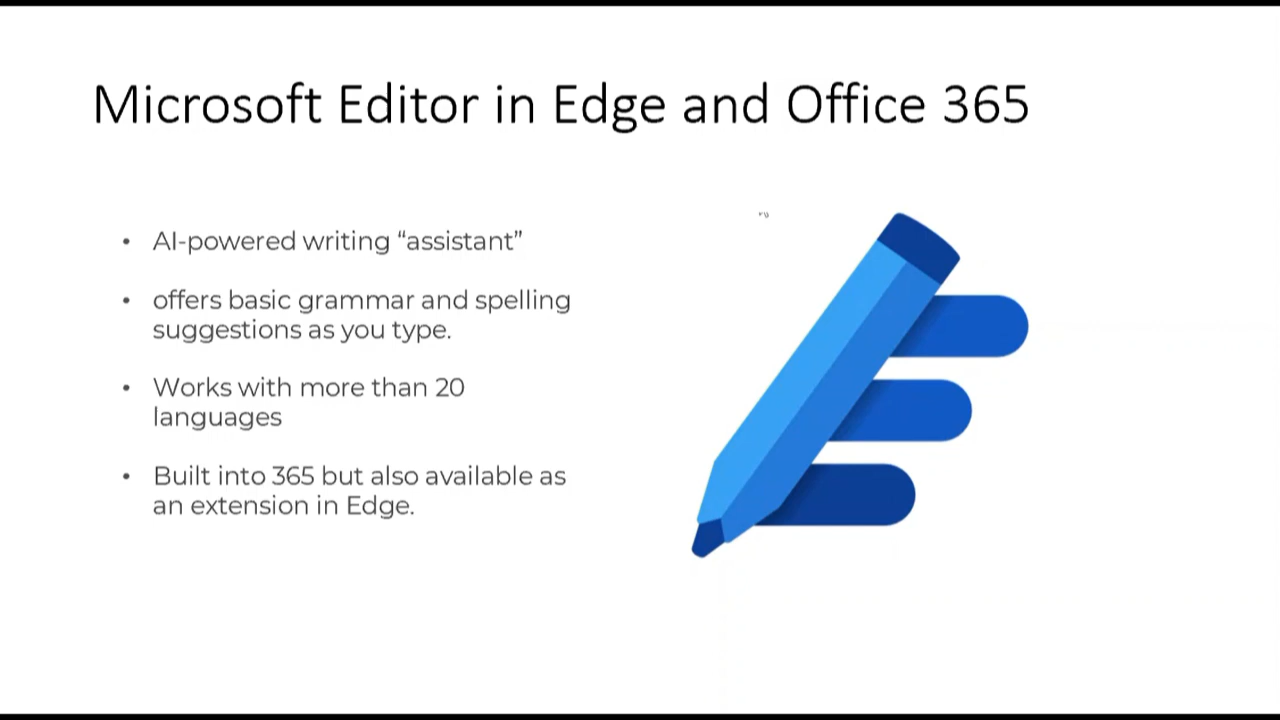 Microsoft Editor in Edge and Office 365
• AI-powered writing “assistant”
• offers basic grammar and spelling
suggestions as you type.
• Works with more than 20
languages
• Built into 365 but also available as
an extension in Edge.